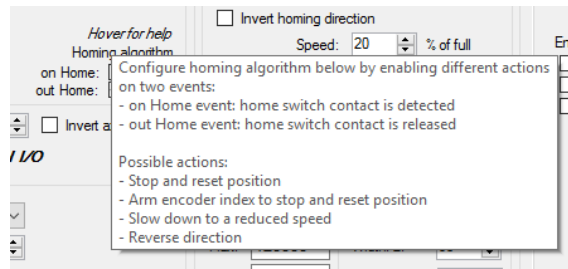 Invert homing direction
Hover for help
Homing algorithm
Speed: 20 % of full
on Home:
out Home:
Configure homing algorithm below by enabling different actions
on two events:
- on Home event: home switch contact is detected
- out Home event: home switch contact is released
Invert
I/O
Possible actions:
- Stop and reset position
- Arm encoder index to stop and reset position
- Slow down to a reduced speed
- Reverse direction